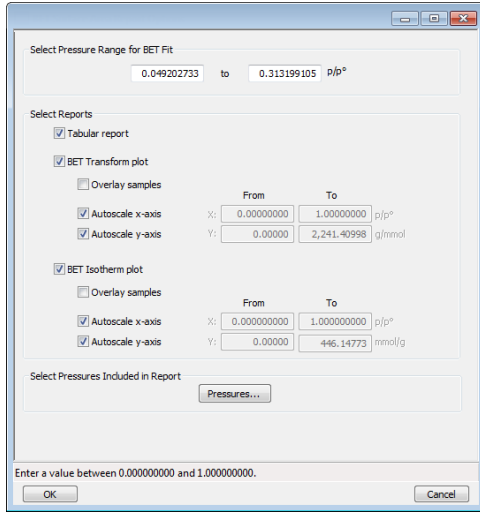 Select Pressure Range for BET Fit
0.049202733 to 0.313199105 p/p°
Select Reports
Tabular report
BET Transform plot
Overlay samples
From To
Autoscale x-axis X: 0.00000000 1.00000000 p/p°
Autoscale y-axis Y: 0.00000 2,241.40998 g/mmol
BET Isotherm plot
Overlay samples
From To
Autoscale x-axis X: 0.000000000 1.000000000 p/p°
Autoscale y-axis Y: 0.00000 446.14773 mmol/g
Select Pressures Included in Report
Pressures...
Enter a value between 0.000000000 and 1.000000000.
OK Cancel